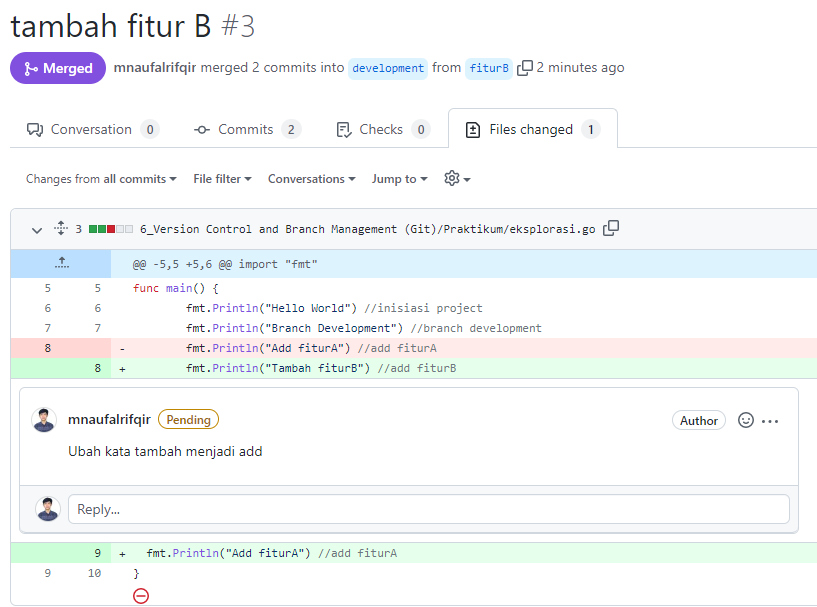 tambah fitur B #3
Merged mnaufalrifqir merged 2 commits into development from fiturB 2 minutes ago
Conversation 0 Commits 2 Checks 0 Files changed 1
Changes from all commits File filter Conversations Jump to
3 6_Version Control and Branch Management (Git)/Praktikum/eksplorasi.go
@@ -5,5 +5,6 @@ import "fmt"
5 5 func main() {
6 6 fmt.Println("Hello World") //inisiasi project
7 7 fmt.Println("Branch Development") //branch development
8 - fmt.Println("Add fiturA") //add fiturA
8 + fmt.Println("Tambah fiturB") //add fiturB
mnaufalrifqir Pending Author
Ubah kata tambah menjadi add
Reply...
9 + fmt.Println("Add fiturA") //add fiturA
9 10 }